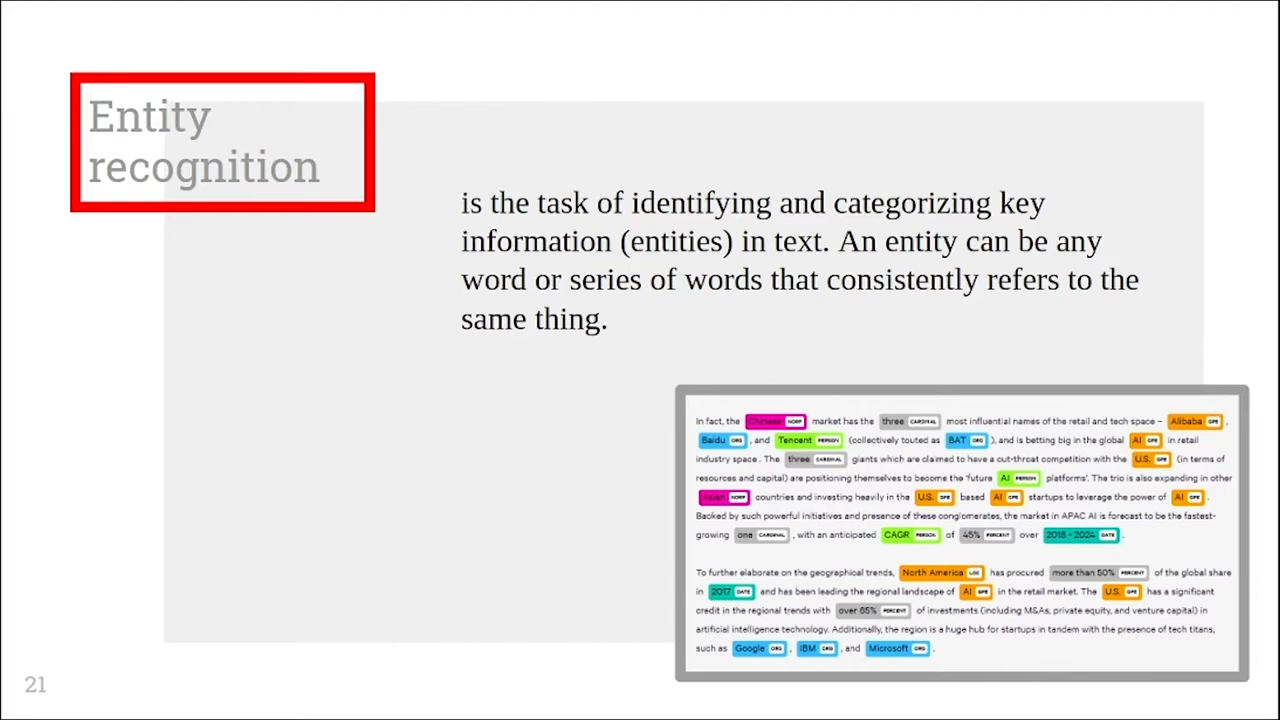 Entity
recognition
is the task of identifying and categorizing key
information (entities) in text. An entity can be any
word or series of words that consistently refers to the
same thing.
In fact, the Chinese NORP market has the three CARDINAL most influential names of the retail and tech space – Alibaba GPE ,
Baidu ORG , and Tencent PERSON (collectively touted as BAT ORG ), and is betting big in the global AI GPE in retail
industry space . The three CARDINAL giants which are claimed to have a cut-throat competition with the U.S. GPE (in terms of
resources and capital) are positioning themselves to become the 'future AI PERSON platforms'. The trio is also expanding in other
Asian NORP countries and investing heavily in the U.S. GPE based AI GPE startups to leverage the power of AI GPE .
Backed by such powerful initiatives and presence of these conglomerates, the market in APAC AI is forecast to be the fastest-
growing one CARDINAL , with an anticipated CAGR PERSON of 45% PERCENT over 2018 - 2024 DATE .
To further elaborate on the geographical trends, North America LOC has procured more than 50% PERCENT of the global share
in 2017 DATE and has been leading the regional landscape of AI GPE in the retail market. The U.S. GPE has a significant
credit in the regional trends with over 65% PERCENT of investments (including M&As, private equity, and venture capital) in
artificial intelligence technology. Additionally, the region is a huge hub for startups in tandem with the presence of tech titans,
such as Google ORG , IBM ORG , and Microsoft ORG .
21